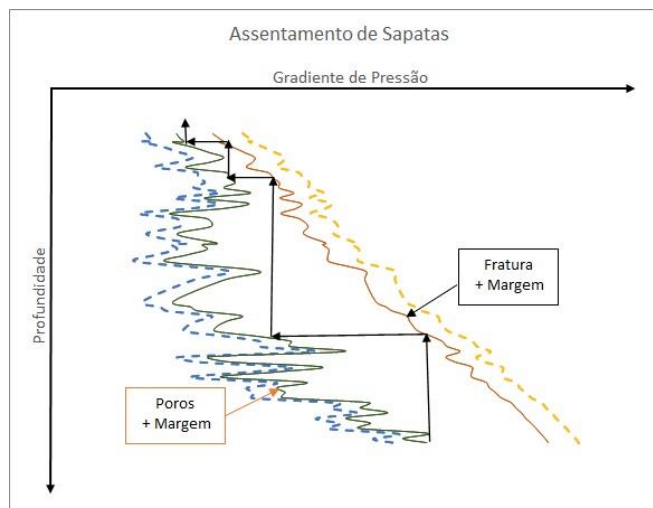 Assentamento de Sapatas
Gradiente de Pressão
Profundidade
Fratura
+ Margem
Poros
+ Margem